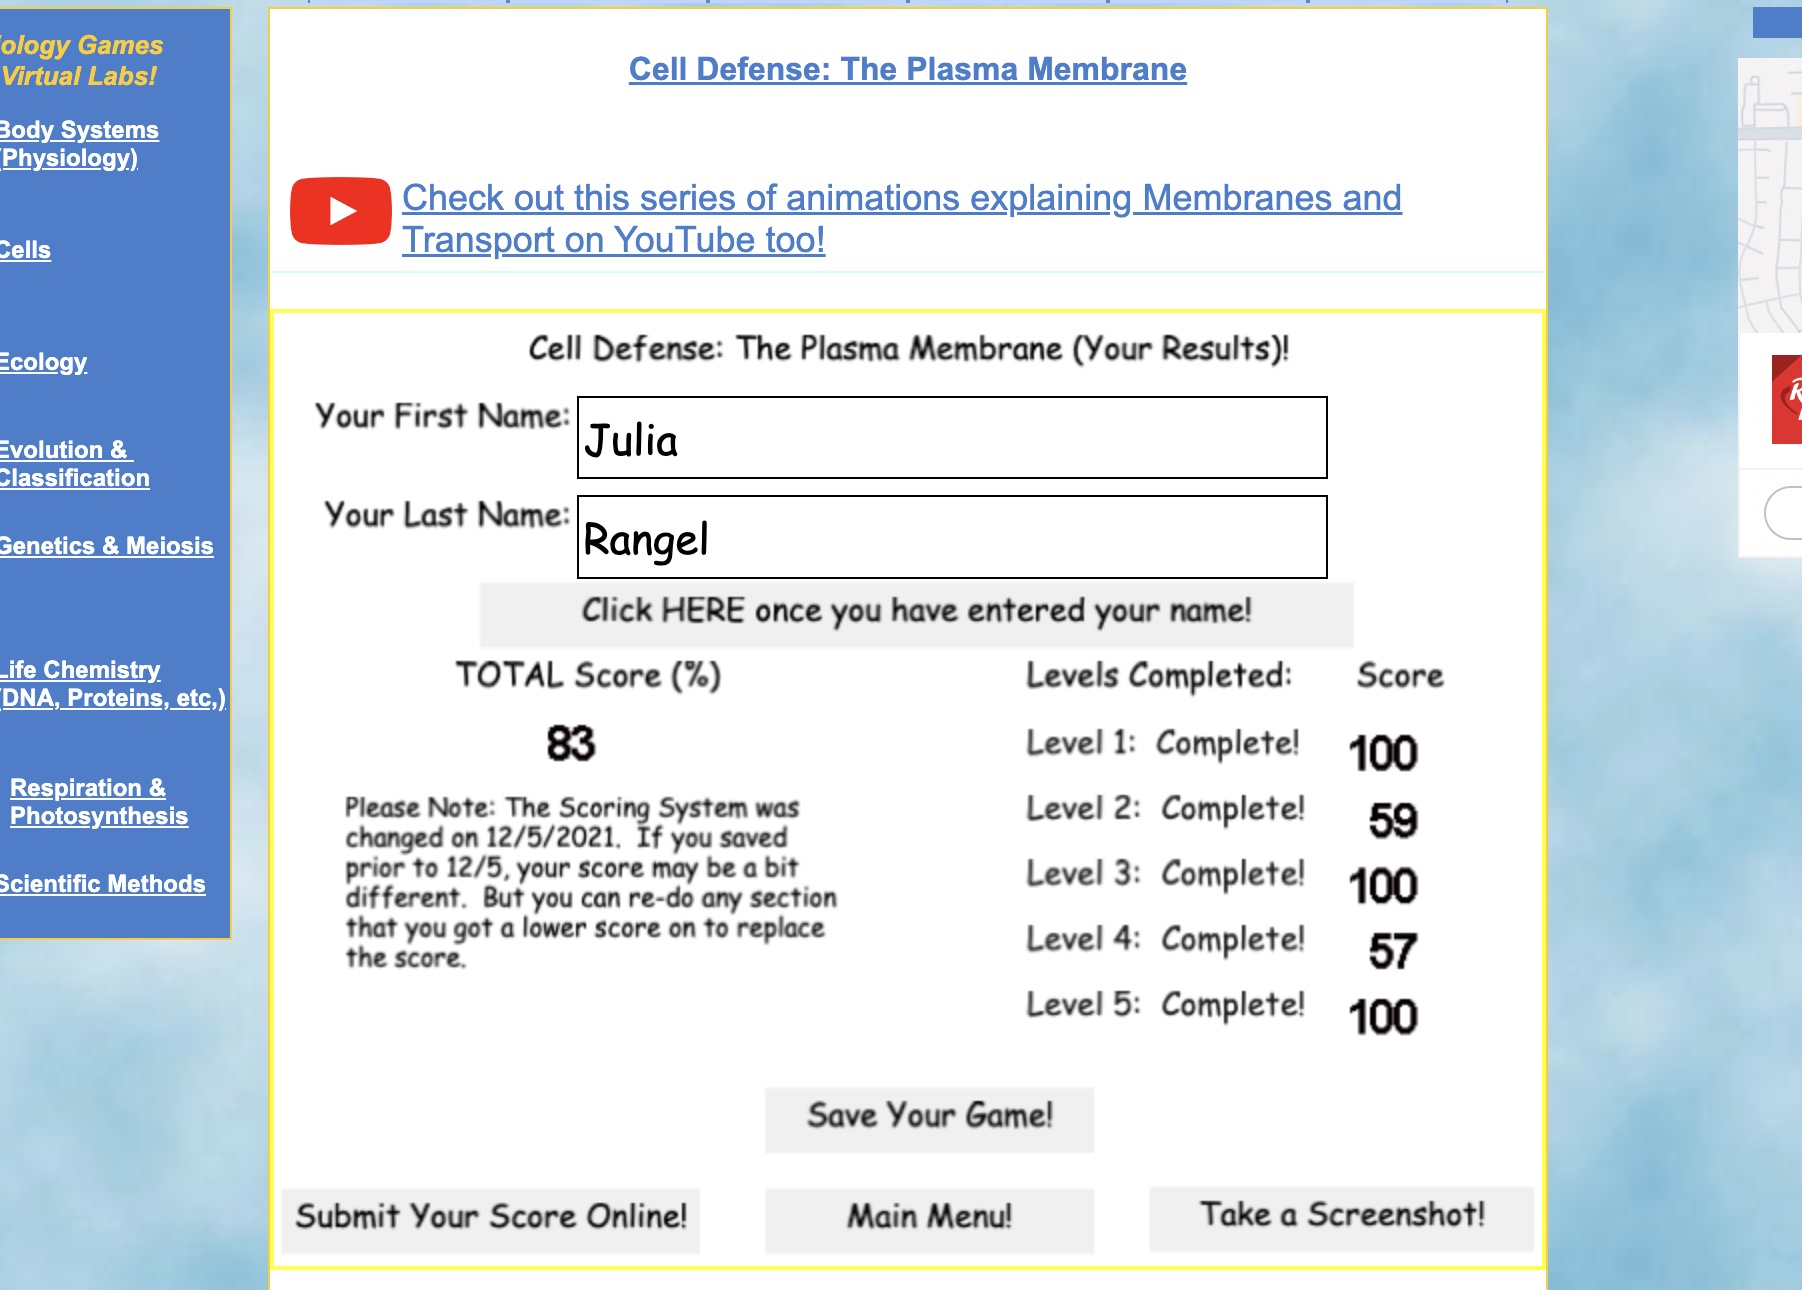 ology Games
Virtual Labs!
Body Systems
(Physiology)
Cells
Ecology
Evolution &
Classification
Genetics & Meiosis
Life Chemistry
(DNA, Proteins, etc,)
Respiration &
Photosynthesis
Scientific Methods
Cell Defense: The Plasma Membrane
Check out this series of animations explaining Membranes and
Transport on YouTube too!
Cell Defense: The Plasma Membrane (Your Results)!
Your First Name: Julia
Your Last Name: Rangel
Click HERE once you have entered your name!
TOTAL Score (%)
83
Please Note: The Scoring System was
changed on 12/5/2021. If you saved
prior to 12/5, your score may be a bit
different. But you can re-do any section
that you got a lower score on to replace
the score.
Levels Completed: Score
Level 1: Complete! 100
Level 2: Complete! 59
Level 3: Complete! 100
Level 4: Complete! 57
Level 5: Complete! 100
Save Your Game!
Submit Your Score Online!
Main Menu!
Take a Screenshot!